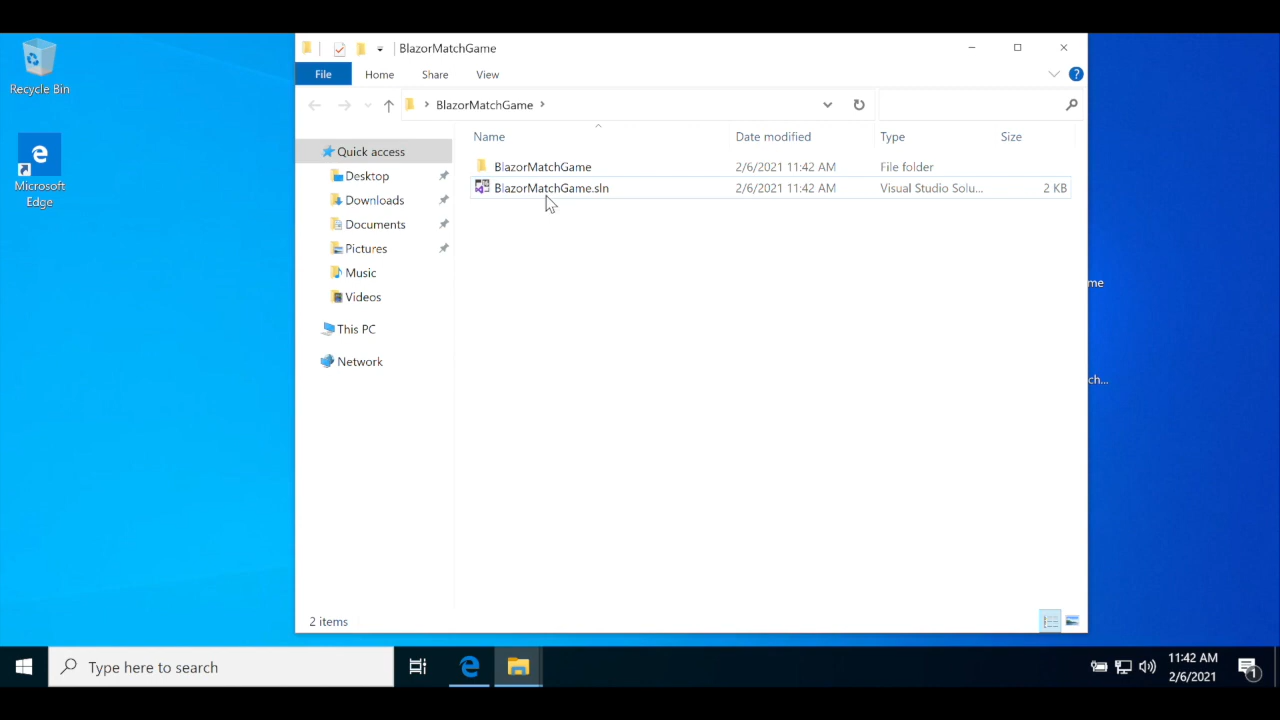 Recycle Bin
Microsoft
Edge
BlazorMatchGame
File Home Share View
BlazorMatchGame
Name Date modified Type Size
BlazorMatchGame 2/6/2021 11:42 AM File folder
BlazorMatchGame.sln 2/6/2021 11:42 AM Visual Studio Solu... 2 KB
Quick access
Desktop
Downloads
Documents
Pictures
Music
Videos
This PC
Network
me
ch...
2 items
Type here to search
11:42 AM
2/6/2021
1